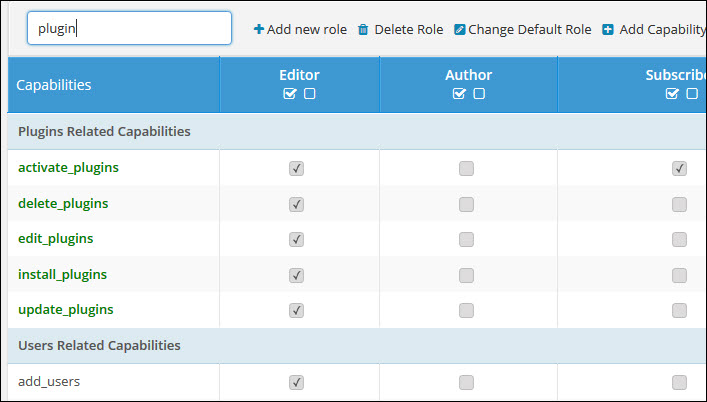 plugin
Add new role Delete Role Change Default Role Add Capability
Capabilities Editor Author Subscribe
Plugins Related Capabilities
activate_plugins
delete_plugins
edit_plugins
install_plugins
update_plugins
Users Related Capabilities
add_users